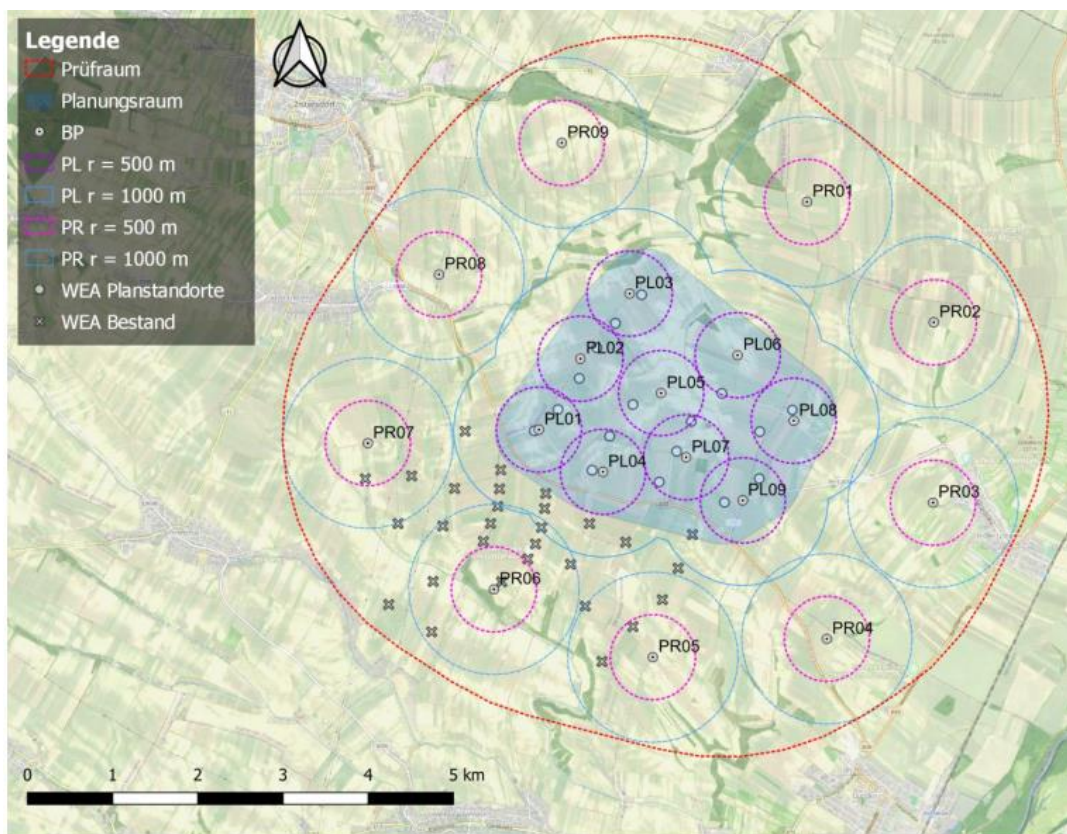 Legende
Prüfraum
Planungsraum
BP
PL r = 500 m
PL r = 1000 m
PR r = 500 m
PR r = 1000 m
WEA Planstandorte
WEA Bestand
PR09
PR01
PR08
PL03
PR02
PL02
PL06
PL05
PL01
PL08
PR07
PL04
PL07
PL09
PR03
PR06
PR05
PR04
0 1 2 3 4 5 km